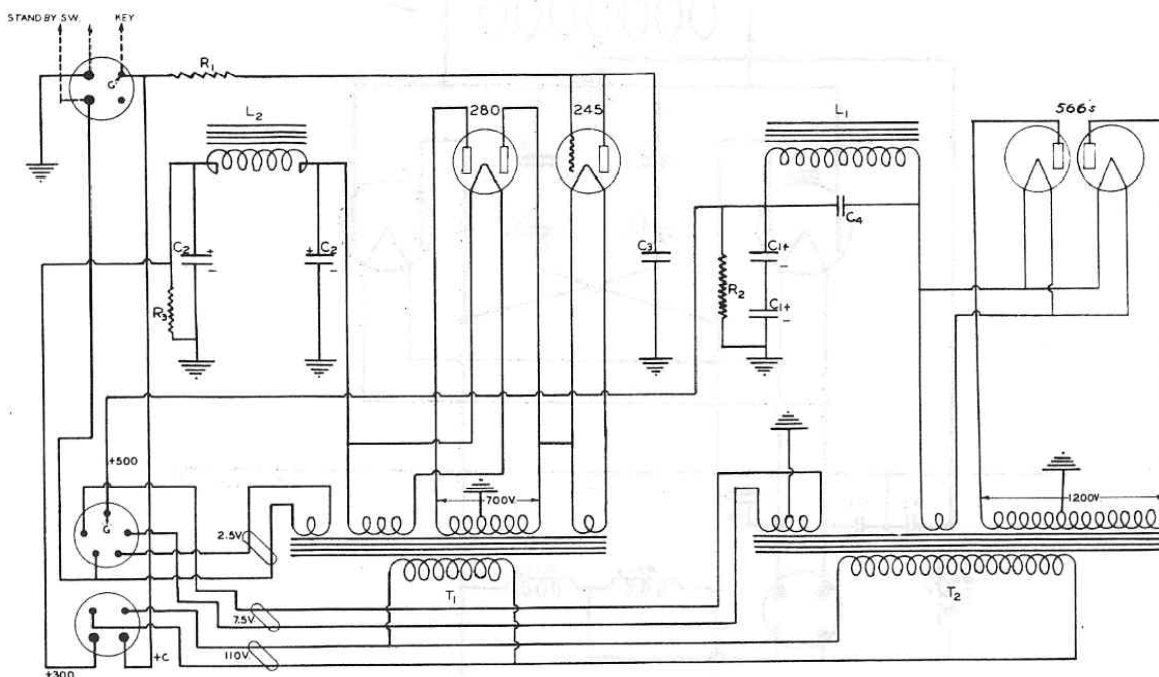 STAND BY SW.
KEY
G
R1
L2
280
245
L1
566s
C2 +
-
+ C2
-
C3
C4
C1+
-
R2
C1+
-
R3
+500
700V
1200V
G
2.5V
T1
T2
7.5V
110V.
+C
+300